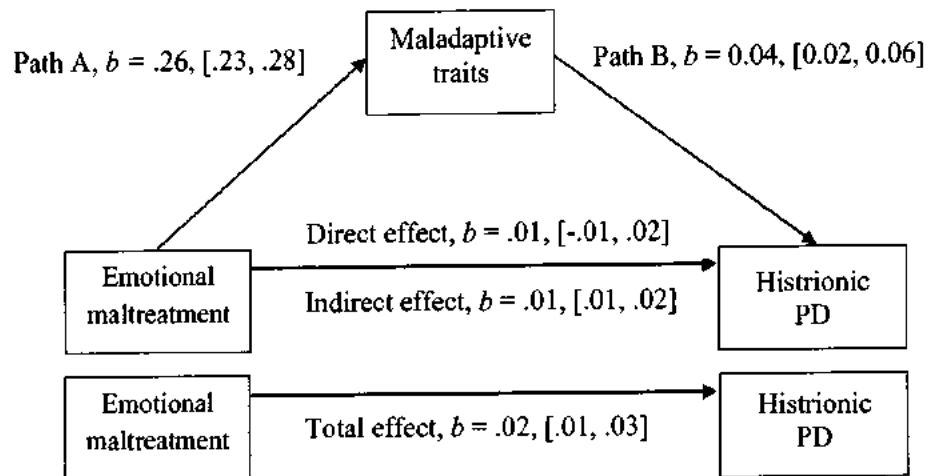 Path A, b = .26, [.23, .28]
Maladaptive
traits
Path B, b = 0.04, [0.02, 0.06]
Direct effect, b = .01, [-.01, .02]
Emotional
maltreatment
Indirect effect, b = .01, [.01, .02]
Histrionic
PD
Emotional
maltreatment
Total effect, b = .02, [.01, .03]
Histrionic
PD